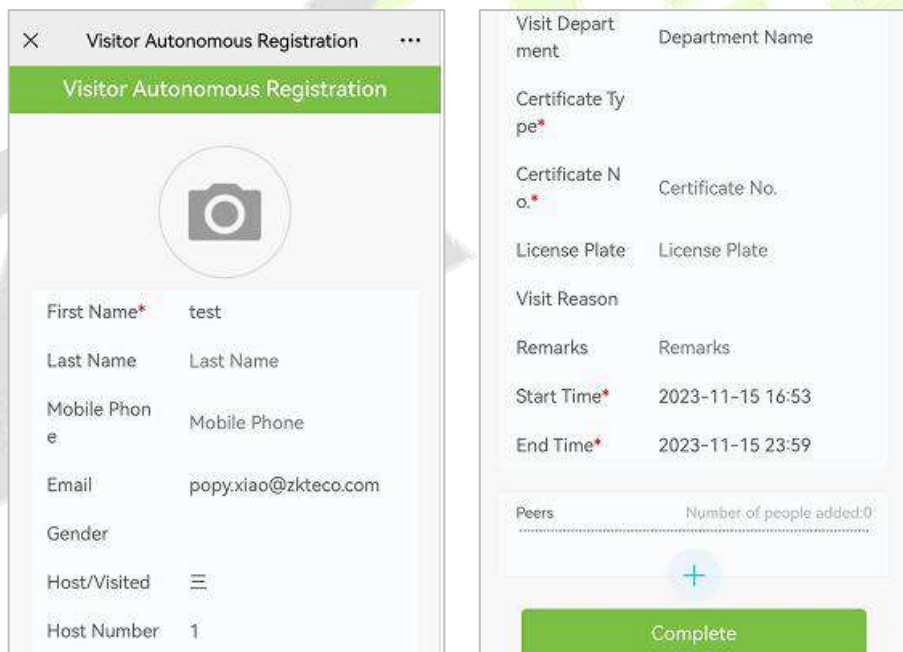 Visitor Autonomous Registration
Visitor Autonomous Registration
First Name* test
Last Name Last Name
Mobile Phon
e Mobile Phone
Email popy.xiao@zkteco.com
Gender
Host/Visited 三
Host Number 1
Visit Depart
ment Department Name
Certificate Ty
pe*
Certificate N
o.* Certificate No.
License Plate License Plate
Visit Reason
Remarks Remarks
Start Time* 2023-11-15 16:53
End Time* 2023-11-15 23:59
Peers Number of people added:0
Complete